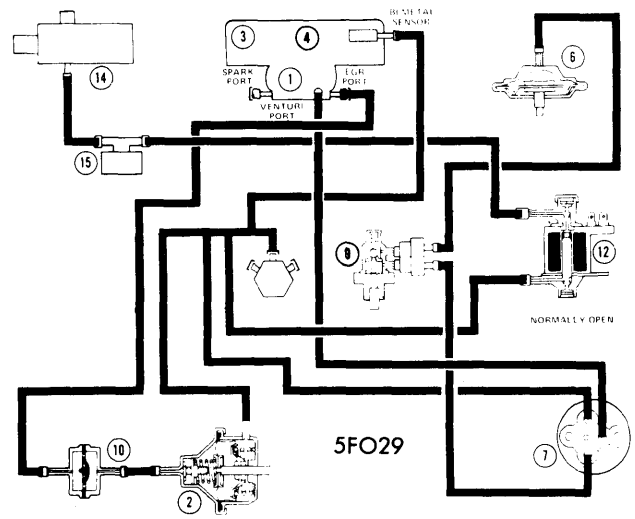 BI METAL
SENSOR
3
4
6
14
SPARK
PORT
1
EGR
PORT
VENTURI
PORT
15
9
12
NORMALLY OPEN
10
5FO29
7
2